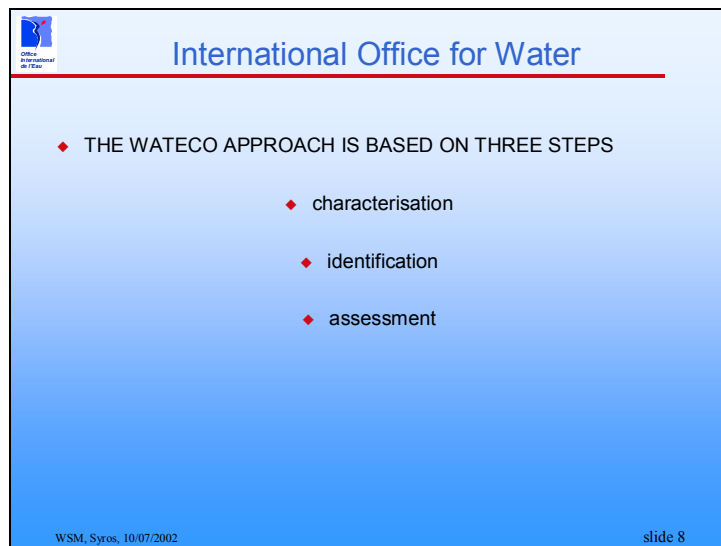 Office
International
de l'Eau
International Office for Water
THE WATECO APPROACH IS BASED ON THREE STEPS
characterisation
identification
assessment
WSM, Syros, 10/07/2002
slide 8